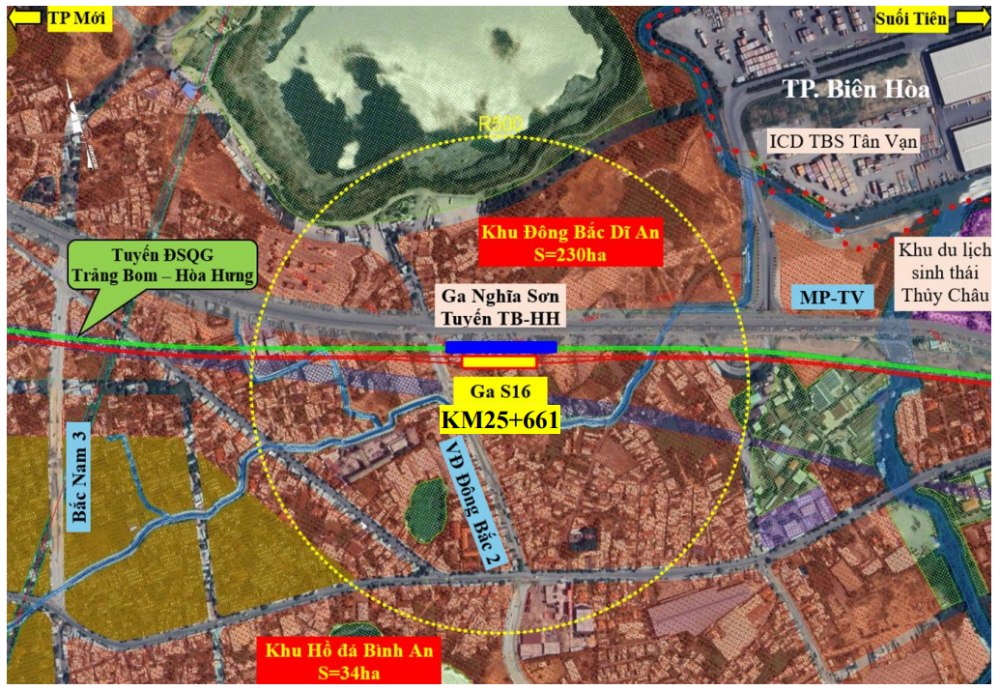 TP Mới
Suối Tiên
TP. Biên Hòa
R500
ICD TBS Tân Vạn
Khu Đông Bắc Dĩ An
S=230ha
Tuyến ĐSQG
Trảng Bom – Hòa Hưng
Khu du lịch
sinh thái
Thủy Châu
Ga Nghĩa Sơn
Tuyến TB-HH
MP-TV
Ga S16
KM25+661
Bắc Nam 3
VĐ Đông Bắc 2
Khu Hồ đá Bình An
S=34ha